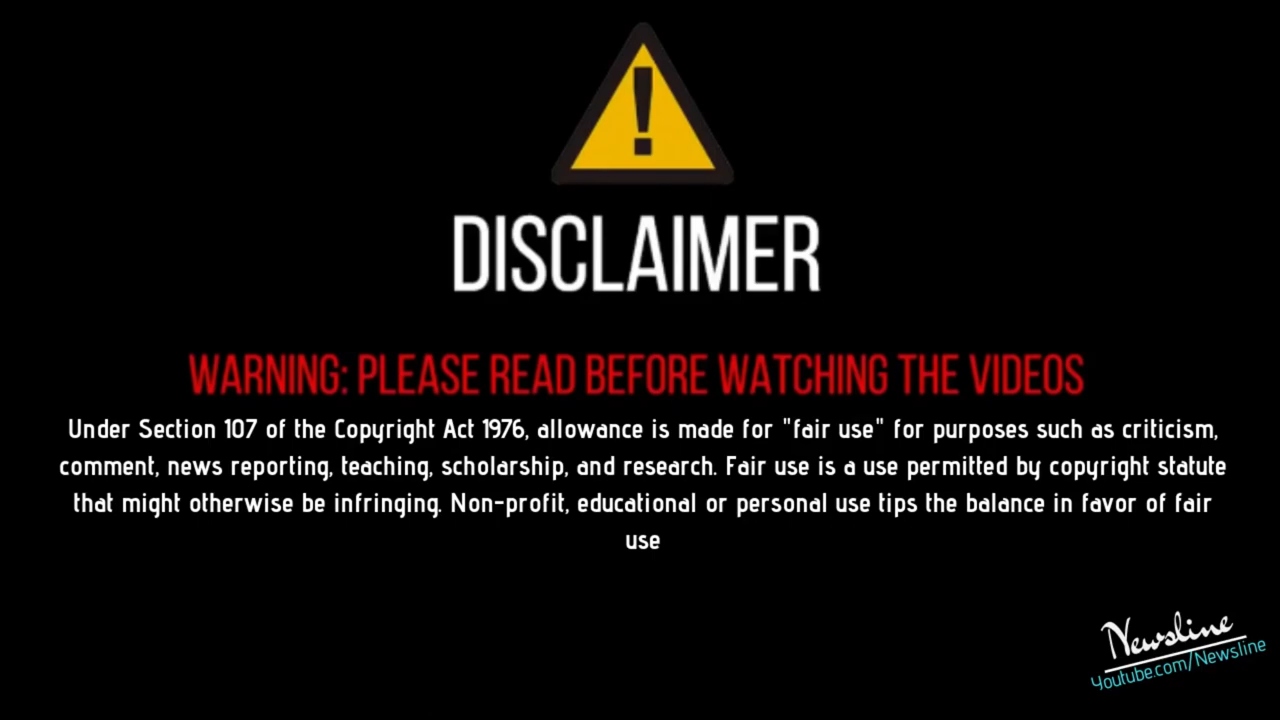 DISCLAIMER
WARNING: PLEASE READ BEFORE WATCHING THE VIDEOS
Under Section 107 of the Copyright Act 1976, allowance is made for "fair use" for purposes such as criticism,
comment, news reporting, teaching, scholarship, and research. Fair use is a use permitted by copyright statute
that might otherwise be infringing. Non-profit, educational or personal use tips the balance in favor of fair
use
Newsline
Youtube.com/Newsline